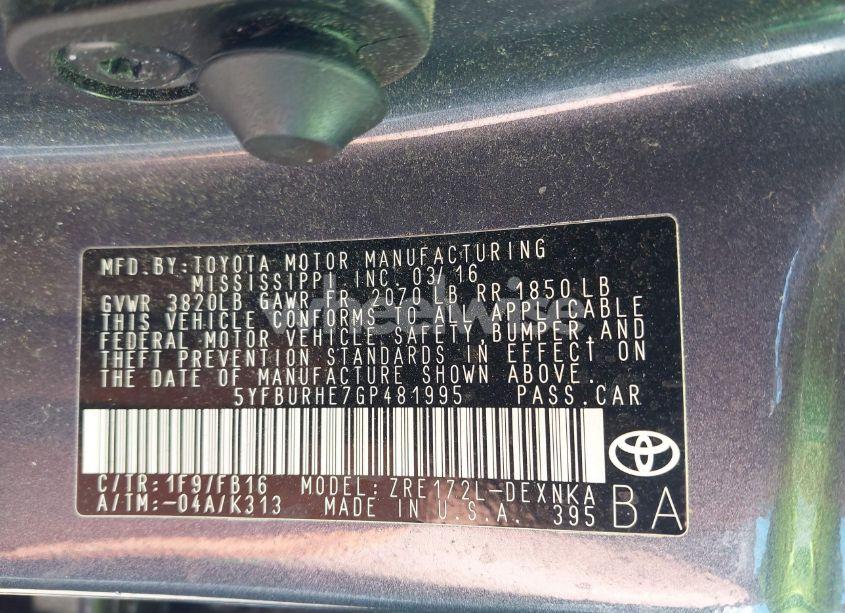 MFD. BY: TOYOTA MOTOR MANUFACTURING
MISSISSIPPI INC. 03/16
GVWR 3820LB GAWR FR 2070 LB RR 1850 LB
THIS VEHICLE CONFORMS TO ALL APPLICABLE
FEDERAL MOTOR VEHICLE SAFETY, BUMPER, AND
THEFT PREVENTION STANDARDS IN EFFECT ON
THE DATE OF MANUFACTURE SHOWN ABOVE.
5YFBURHE7GP481995 PASS. CAR
C/TR: 1F9/FB16 MODEL: ZRE172L-DEXNKA
A/TM: -04A/K313 MADE IN U.S.A. 395 BA
wheelwise